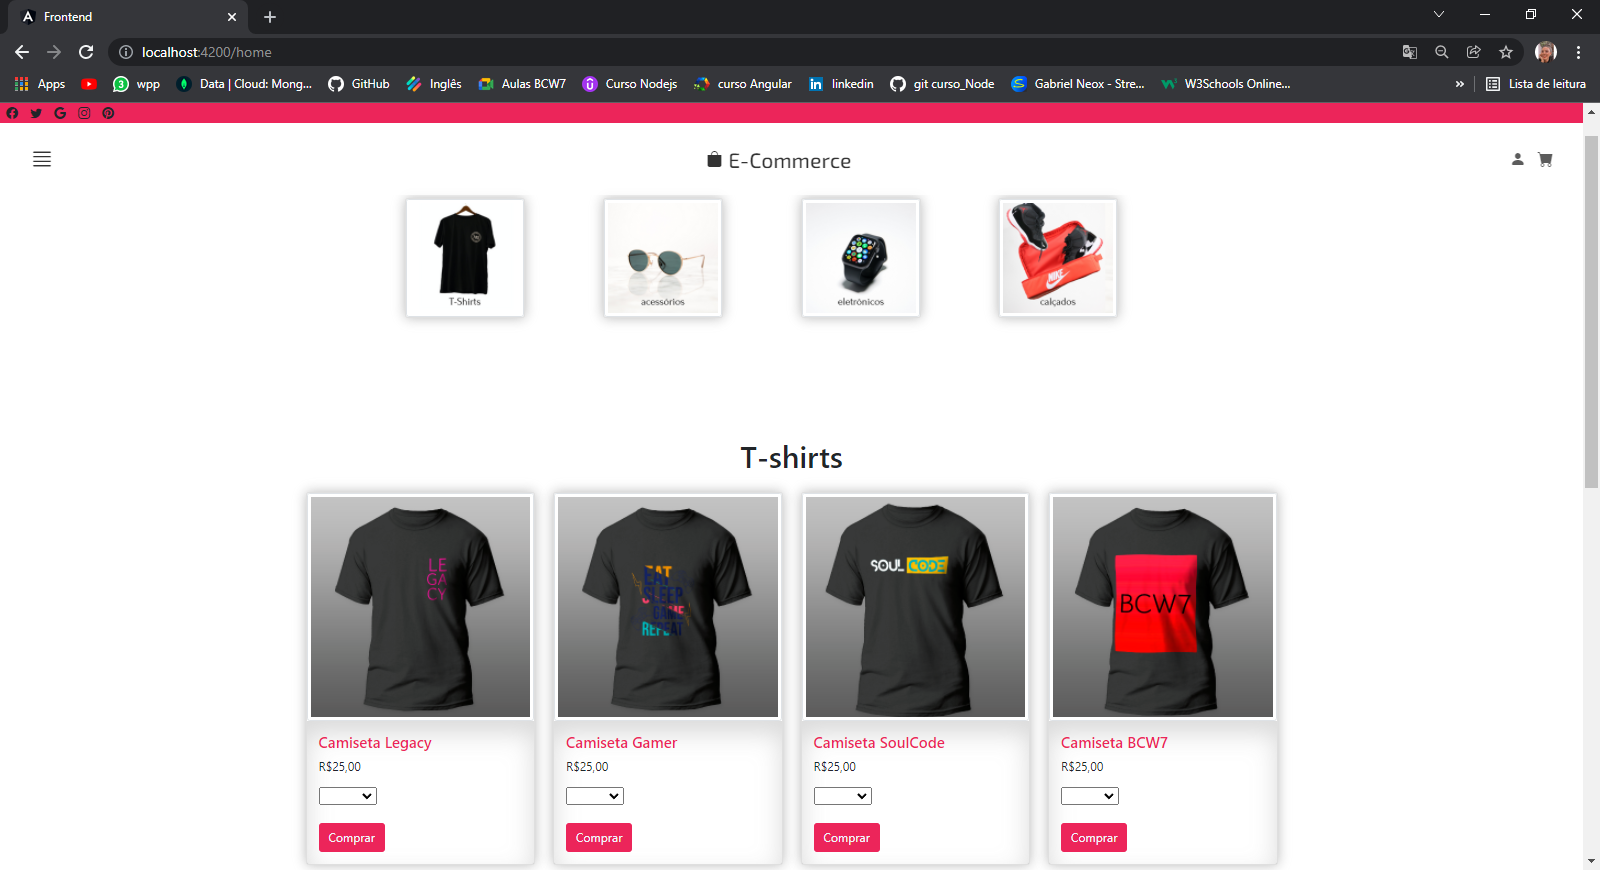 Frontend
localhost:4200/home
Apps
3
wpp
Data | Cloud: Mong...
GitHub
Inglês
Aulas BCW7
Curso Nodejs
curso Angular
linkedin
git curso_Node
Gabriel Neox - Stre...
W3Schools Online...
»
Lista de leitura
E-Commerce
T-Shirts
acessórios
eletrônicos
NIKE
calçados
T-shirts
LE
GA
CY
EAT
SLEEP
GAME
REPEAT
SOUL CODE
BCW7
Camiseta Legacy
R$25,00
Comprar
Camiseta Gamer
R$25,00
Comprar
Camiseta SoulCode
R$25,00
Comprar
Camiseta BCW7
R$25,00
Comprar